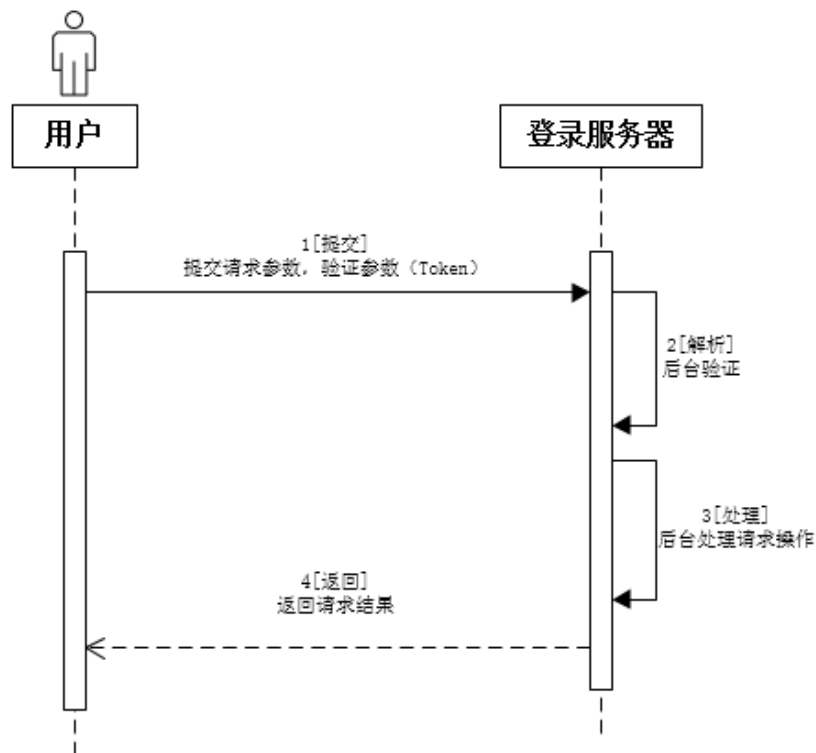 用户
登录服务器
1[提交]
提交请求参数，验证参数（Token）
2[解析]
后台验证
3[处理]
后台处理请求操作
4[返回]
返回请求结果